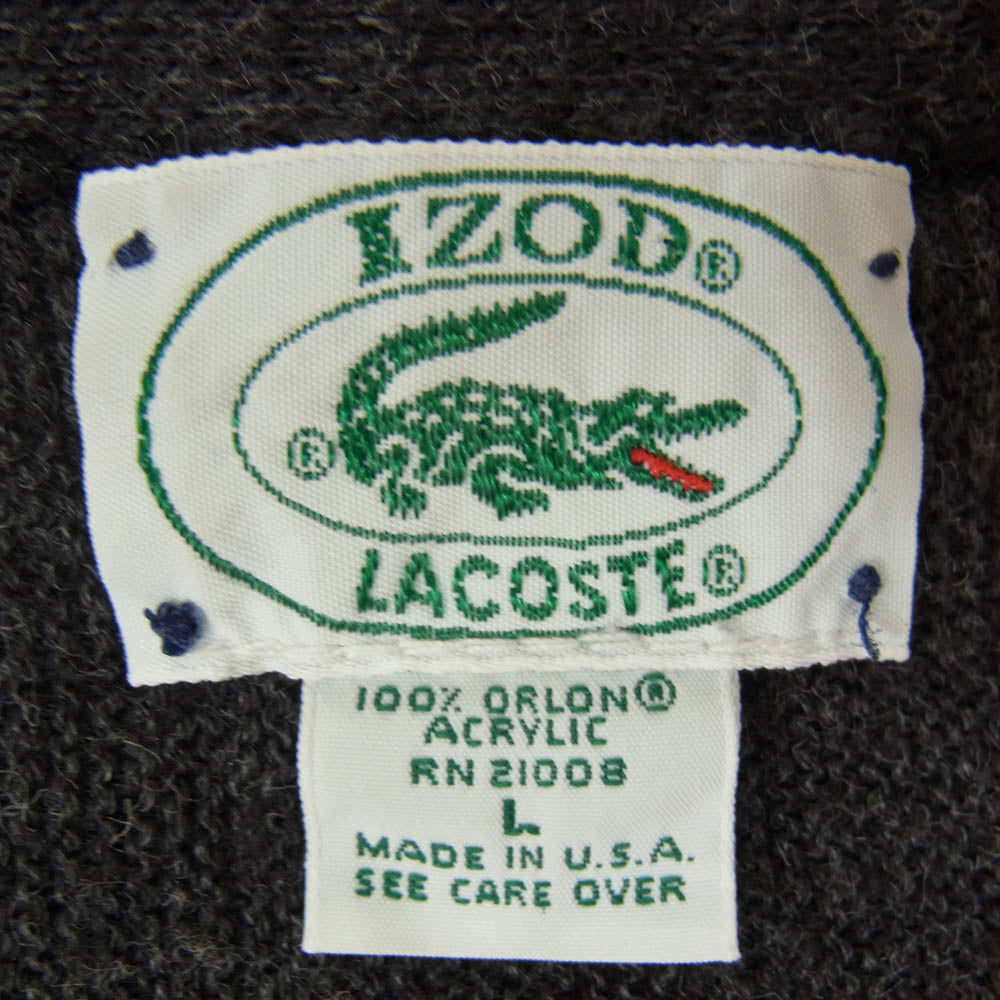 IZOD®
®
LACOSTE®
100% ORLON®
ACRYLIC
RN 21008
L
MADE IN U.S.A.
SEE CARE OVER